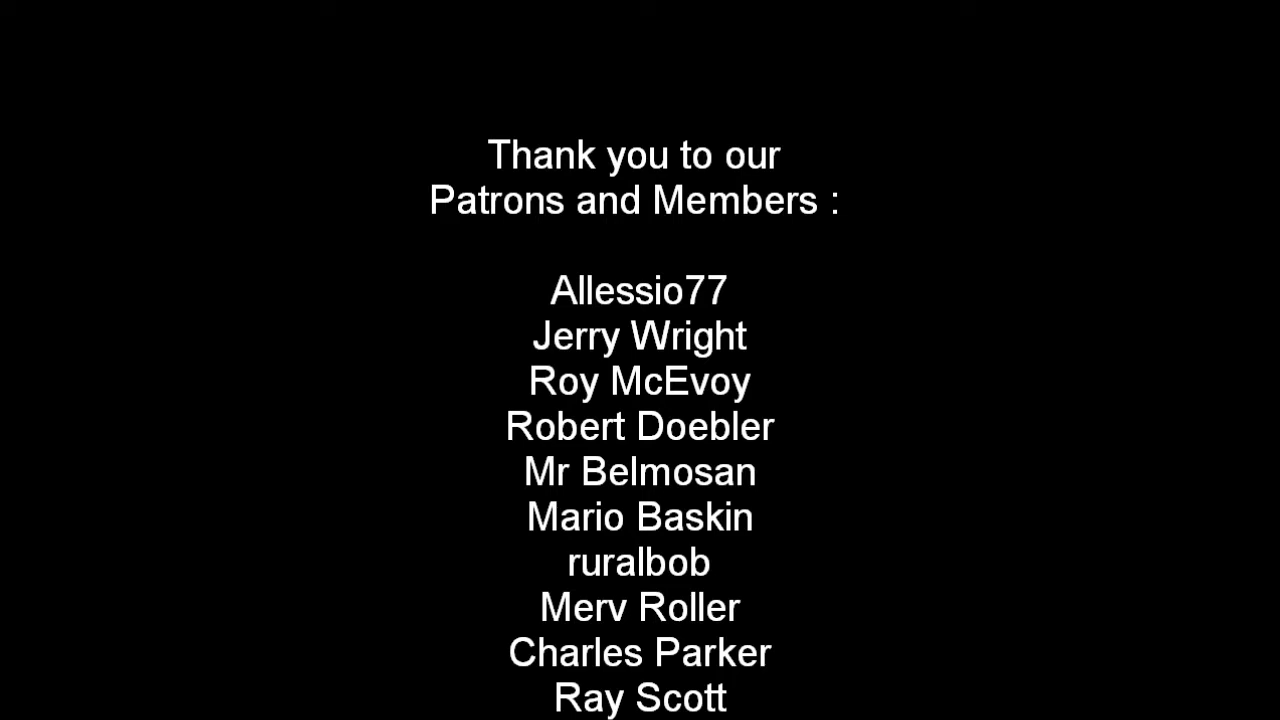 Thank you to our
Patrons and Members :
Allessio77
Jerry Wright
Roy McEvoy
Robert Doebler
Mr Belmosan
Mario Baskin
ruralbob
Merv Roller
Charles Parker
Ray Scott